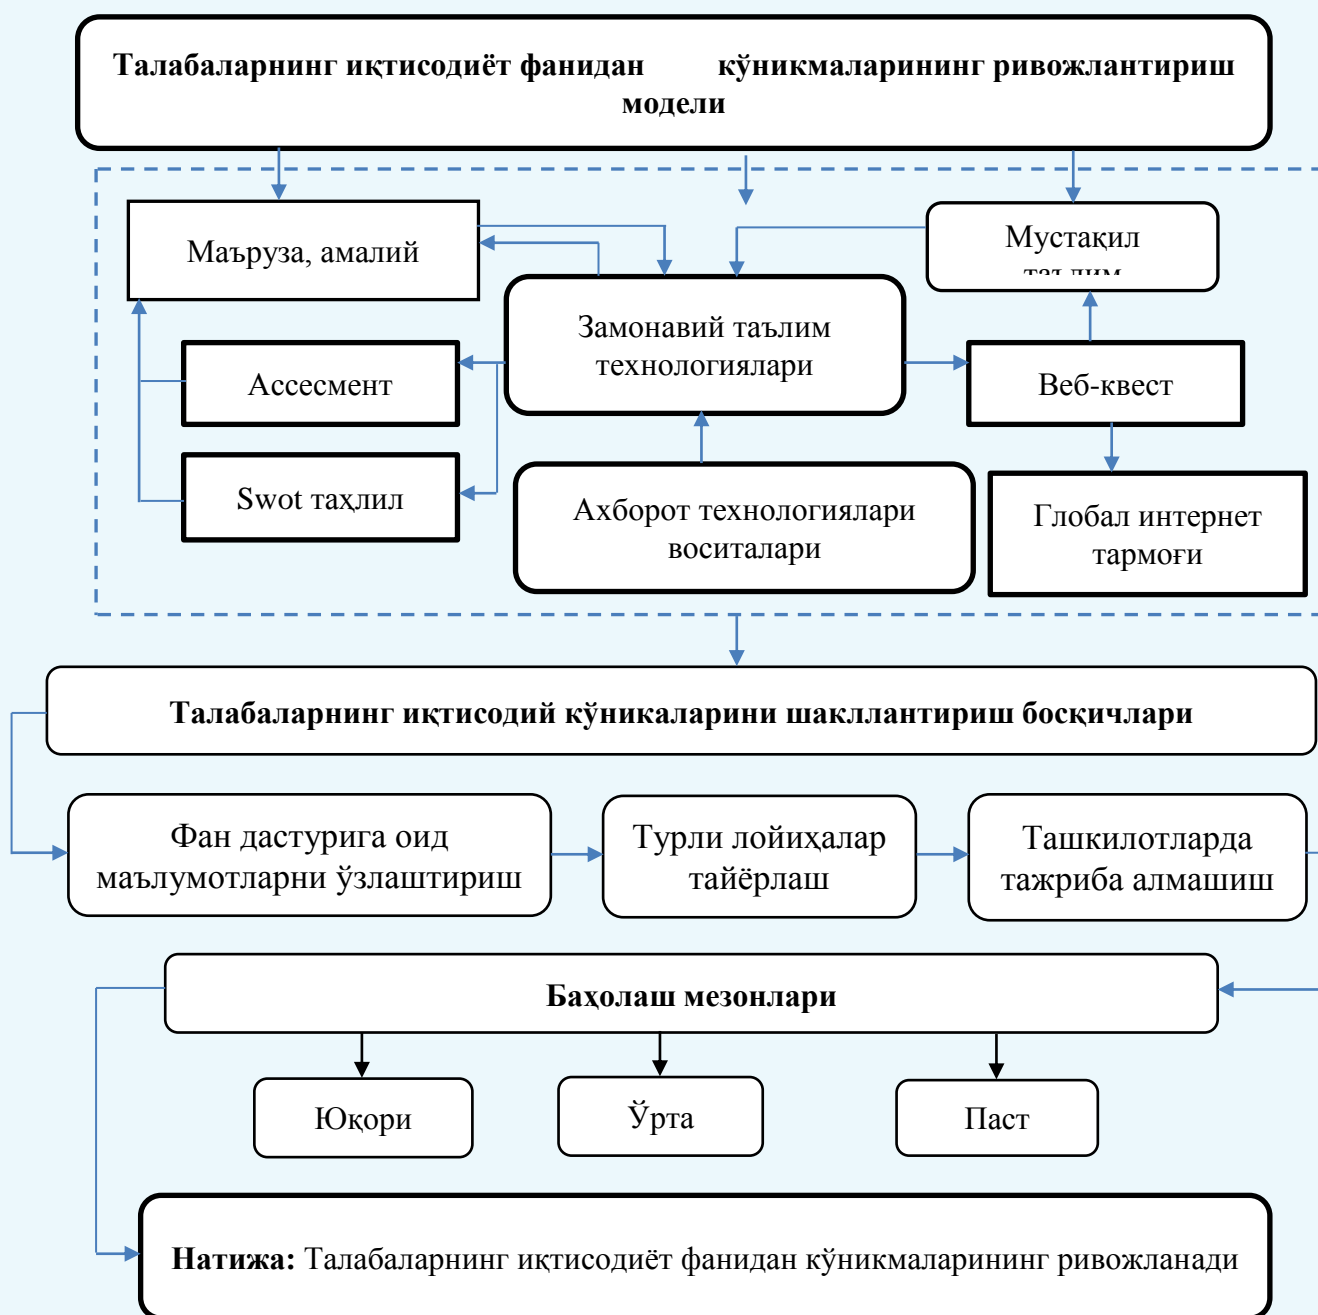 Талабаларнинг иқтисодиёт фанидан кўникмаларининг ривожлантириш
модели
Маъруза, амалий
Мустақил
таълим
Замонавий таълим
технологиялари
Ассесмент
Веб-квест
Swot таҳлил
Ахборот технологиялари
воситалари
Глобал интернет
тармоғи
Талабаларнинг иқтисодий кўникаларини шакллантириш босқичлари
Фан дастурига оид
маълумотларни ўзлаштириш
Турли лойиҳалар
тайёрлаш
Ташкилотларда
тажриба алмашиш
Баҳолаш мезонлари
Юқори
Ўрта
Паст
Натижа: Талабаларнинг иқтисодиёт фанидан кўникмаларининг ривожланади